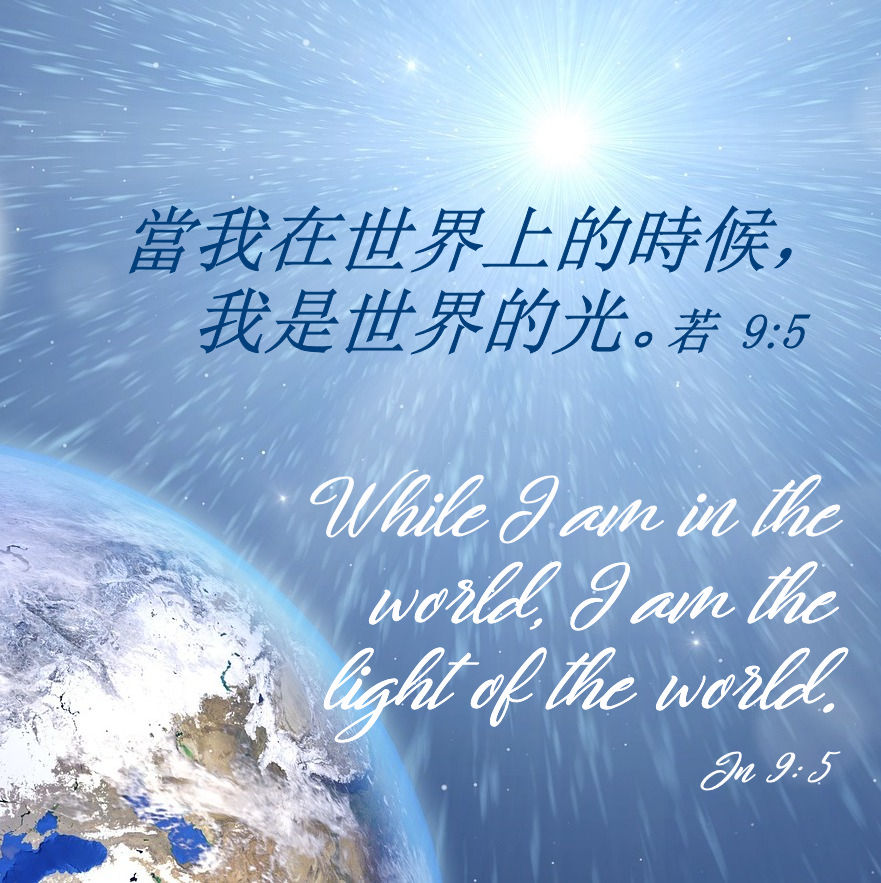 當我在世界上的時候，
我是世界的光。若 9:5
While I am in the
world, I am the
light of the world.
Jn 9:5